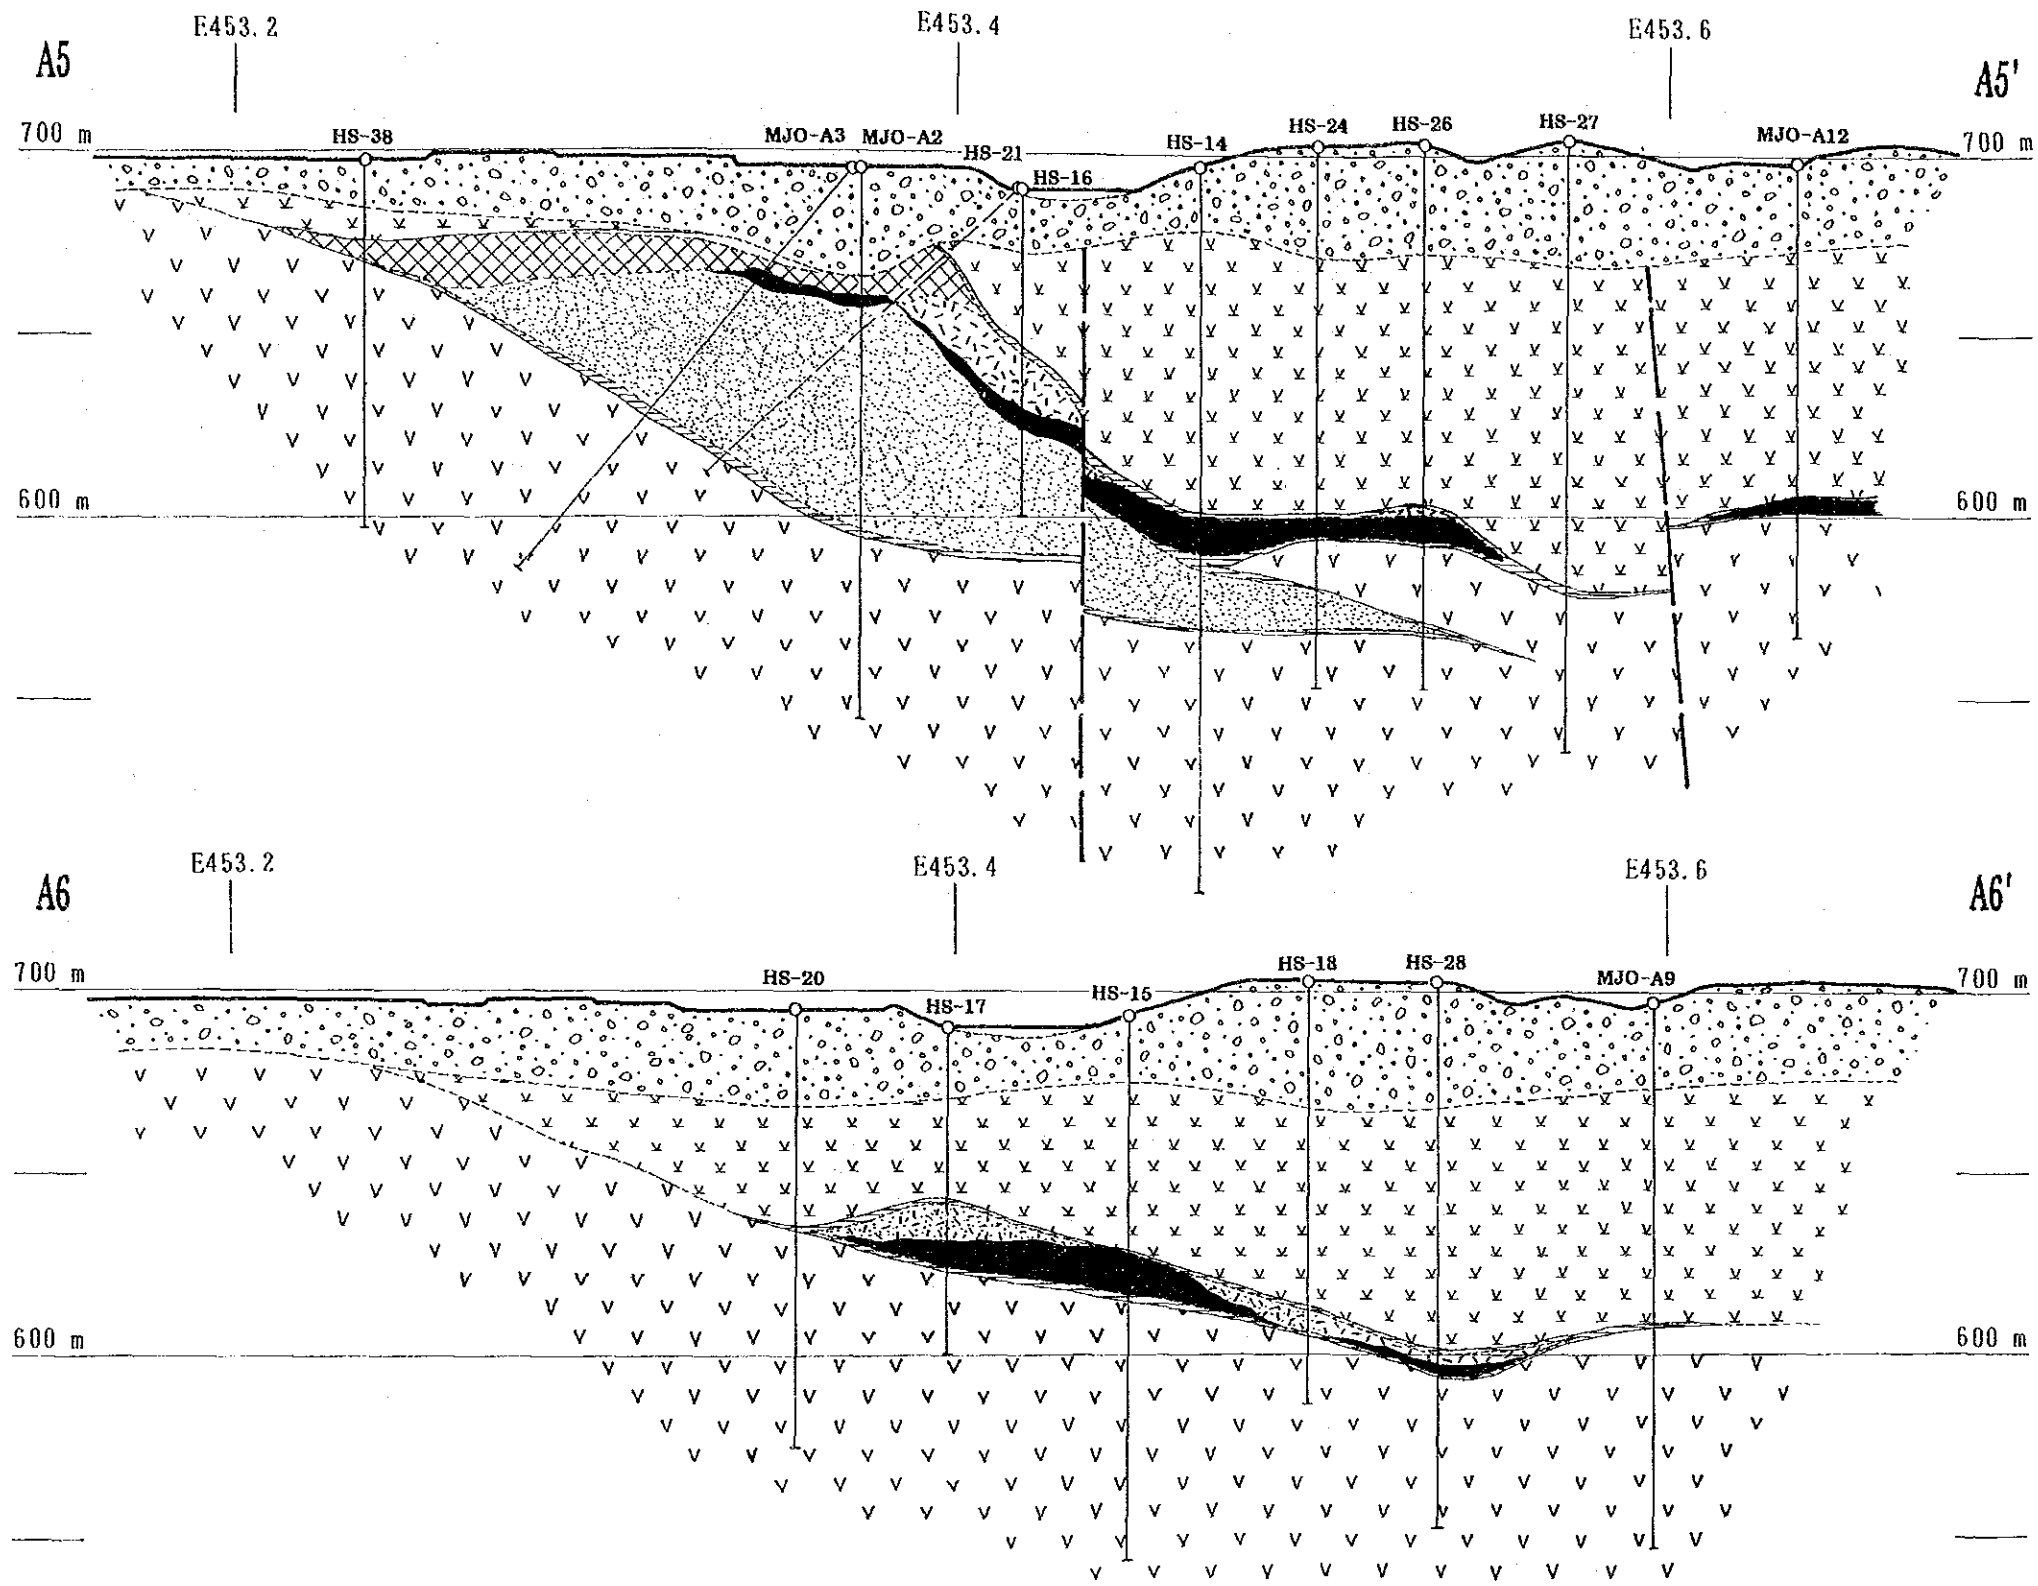 E453.2 E453.4 E453.6
A5 A5'
700 m HS-38 MJO-A3 MJO-A2 HS-21 HS-16 HS-14 HS-24 HS-26 HS-27 MJO-A12 700 m
600 m 600 m
E453.2 E453.4 E453.6
A6 A6'
700 m HS-20 HS-17 HS-15 HS-18 HS-28 MJO-A9 700 m
600 m 600 m